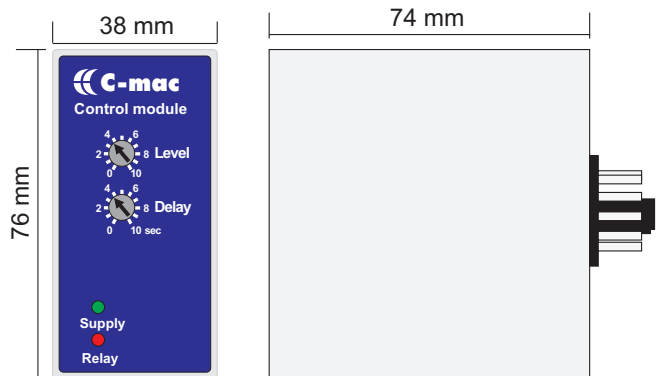 38 mm
74 mm
76 mm
C-mac
Control module
4 6
2 8 Level
0 10
4 6
2 8 Delay
0 10 sec
Supply
Relay